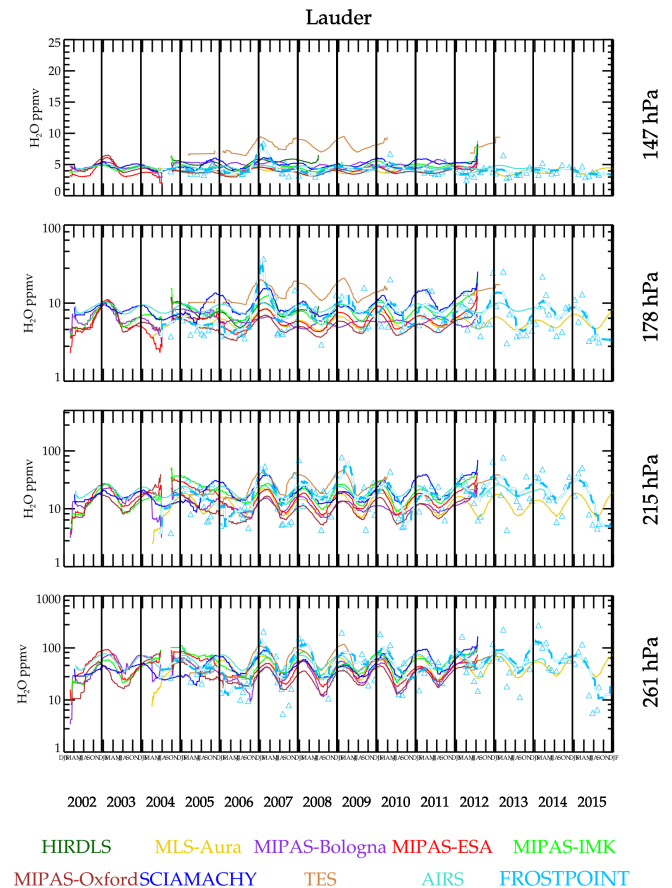 Lauder
25
20
15
10
5
0
H2O ppmv
147 hPa
100
10
1
H2O ppmv
178 hPa
100
10
1
H2O ppmv
215 hPa
1000
100
10
1
H2O ppmv
261 hPa
2002 2003 2004 2005 2006 2007 2008 2009 2010 2011 2012 2013 2014 2015
HIRDLS MLS-Aura MIPAS-Bologna MIPAS-ESA MIPAS-IMK
MIPAS-Oxford SCIAMACHY TES AIRS FROSTPOINT